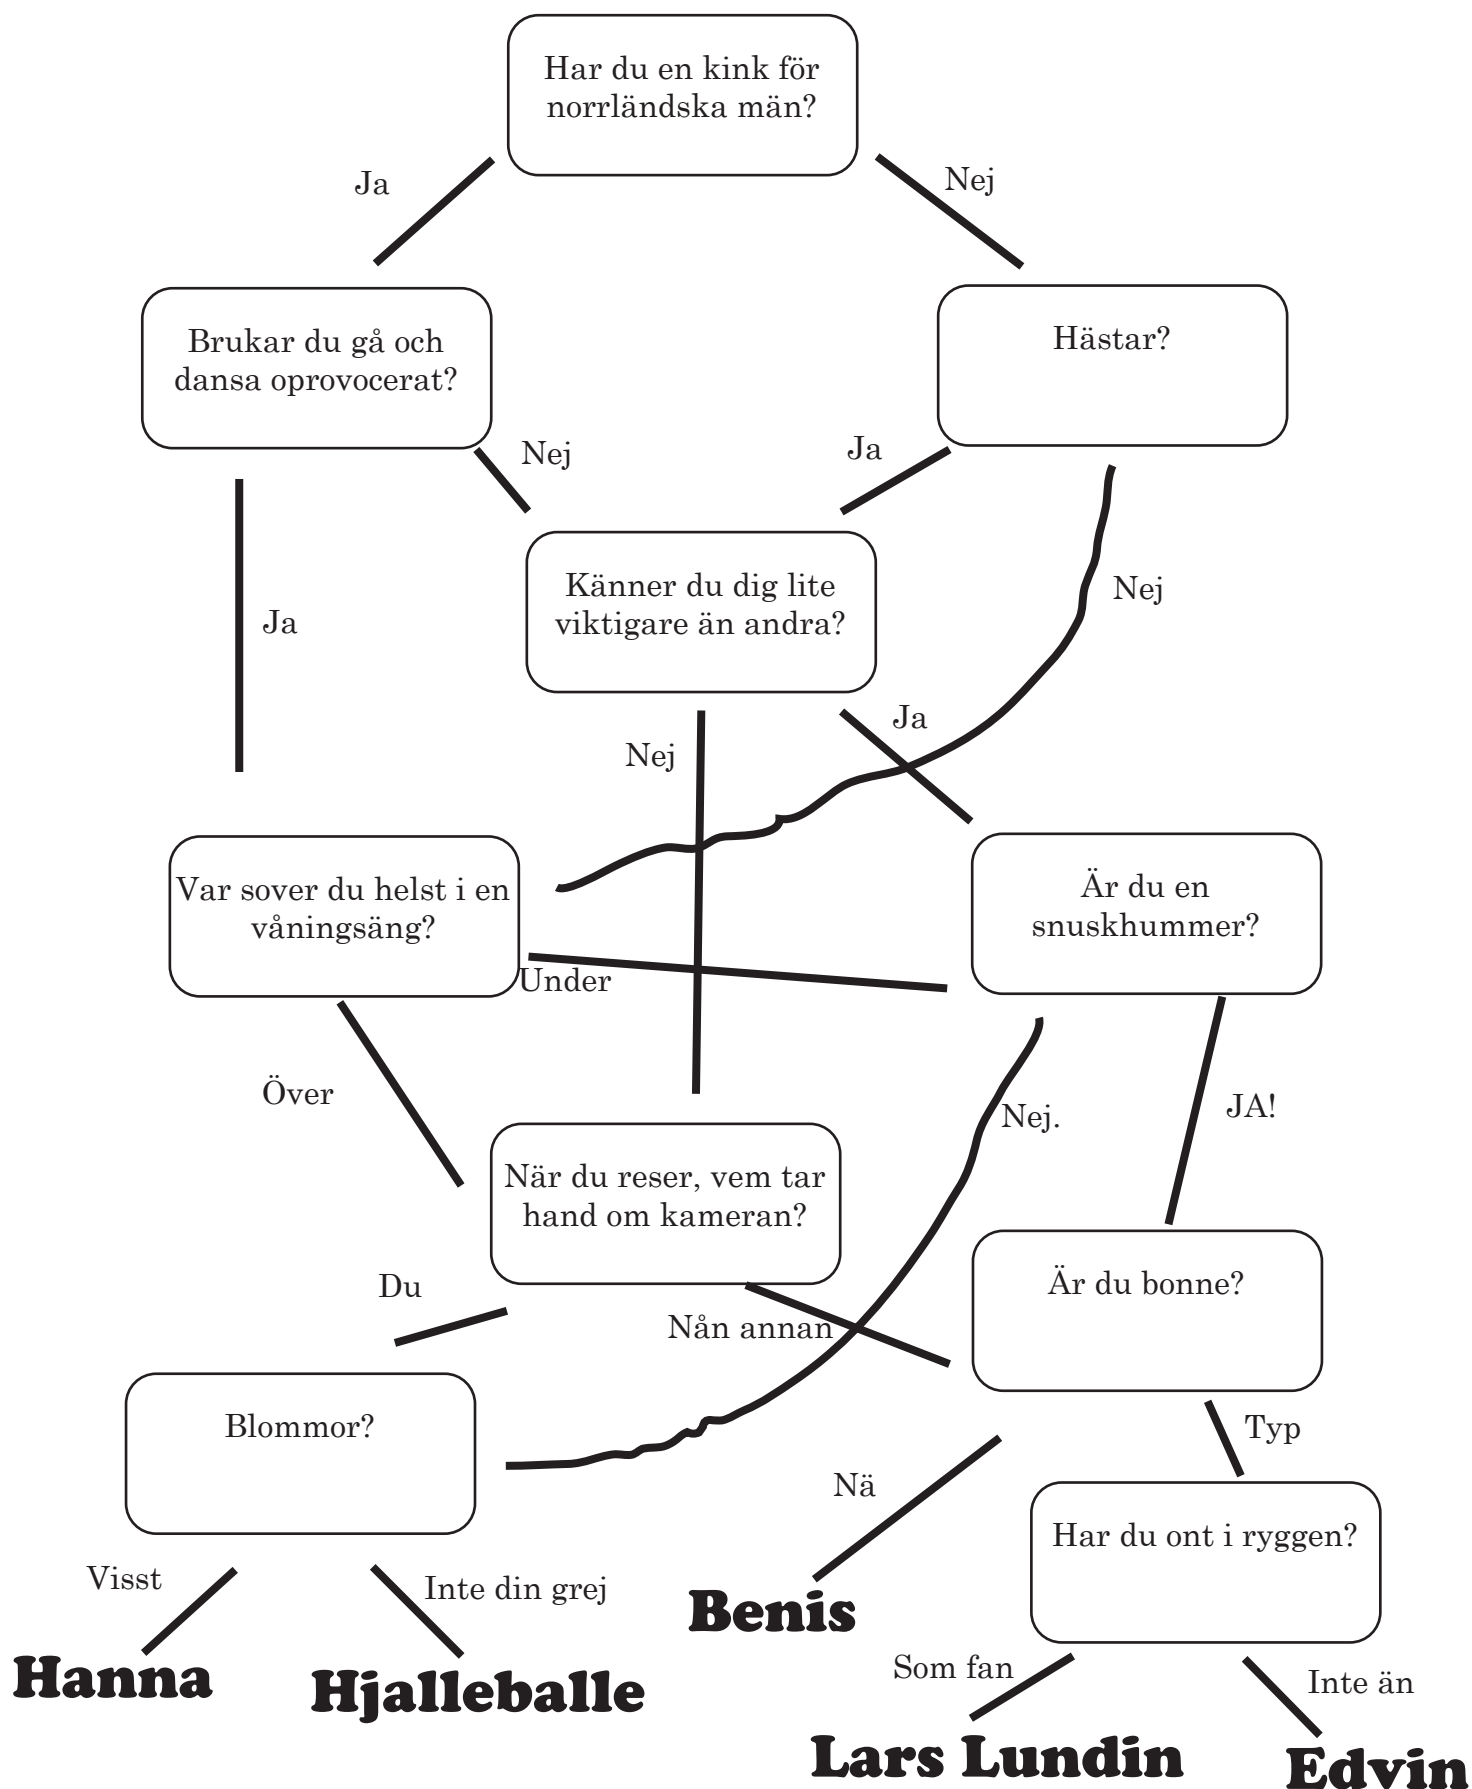 Har du en kink för
norrländska män?
Ja
Nej
Brukar du gå och
dansa oprovocerat?
Hästar?
Nej
Ja
Känner du dig lite
viktigare än andra?
Nej
Ja
Ja
Nej
Var sover du helst i en
våningsäng?
Är du en
snuskhummer?
Under
Över
Nej.
JA!
När du reser, vem tar
hand om kameran?
Är du bonne?
Du
Nån annan
Blommor?
Typ
Nä
Har du ont i ryggen?
Visst
Inte din grej
Benis
Hanna
Hjalleballe
Som fan
Inte än
Lars Lundin
Edvin